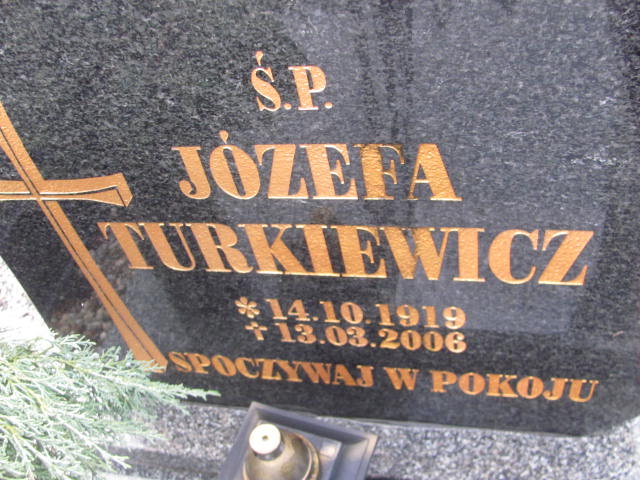 Ś.P.
JÓZEFA
TURKIEWICZ
* 14.10.1919
✝ 13.03.2006
SPOCZYWAJ W POKOJU